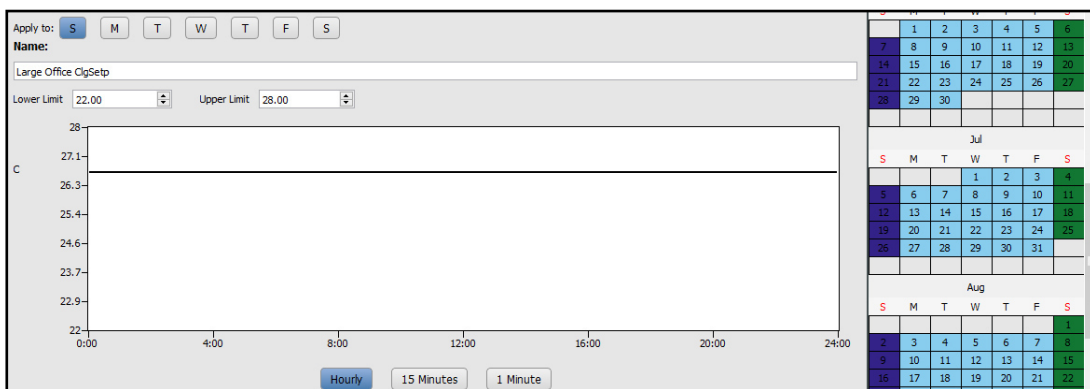 Apply to: S M T W T F S
Name:
Large Office ClgSetp
Lower Limit 22.00 Upper Limit 28.00
28
27.1
C
26.3
25.4
24.6
23.7
22.9
22
0:00 4:00 8:00 12:00 16:00 20:00 24:00
Hourly 15 Minutes 1 Minute
1 2 3 4 5 6
7 8 9 10 11 12 13
14 15 16 17 18 19 20
21 22 23 24 25 26 27
28 29 30
Jul
S M T W T F S
1 2 3 4
5 6 7 8 9 10 11
12 13 14 15 16 17 18
19 20 21 22 23 24 25
26 27 28 29 30 31
Aug
S M T W T F S
1
2 3 4 5 6 7 8
9 10 11 12 13 14 15
16 17 18 19 20 21 22